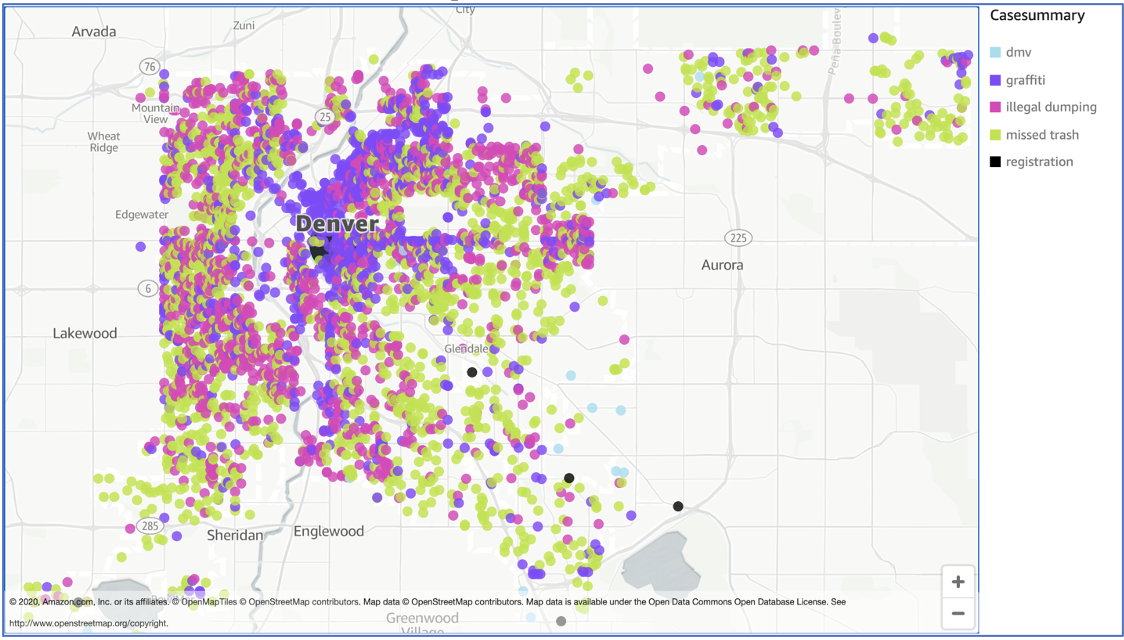 City
Casesummary
Arvada
Zuni
Pena Boulev
dmv
76
graffiti
Mountain
View
illegal dumping
25
missed trash
Wheat
Ridge
registration
Edgewater
Denver
225
Aurora
6
Lakewood
Glendale
285
Sheridan
Englewood
+
© 2020, Amazon.com, Inc. or its affiliates. © OpenMapTiles © OpenStreetMap contributors. Map data © OpenStreetMap contributors. Map data is available under the Open Data Commons Open Database License. See
http://www.openstreetmap.org/copyright.
−
Greenwood
Village